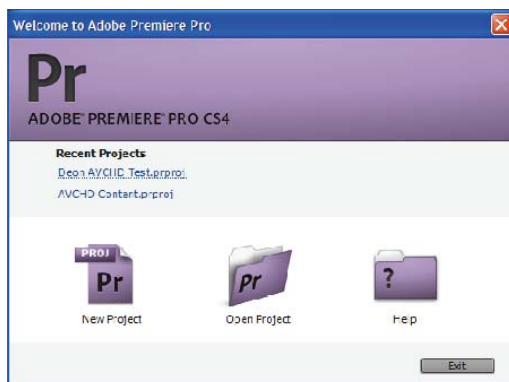 Welcome to Adobe Premiere Pro
Pr
ADOBE® PREMIERE® PRO CS4
Recent Projects
Deon AVCHD Test.prproj
AVCHD Content.prproj
PROJ
Pr
Pr
?
New Project
Open Project
Help
Exit